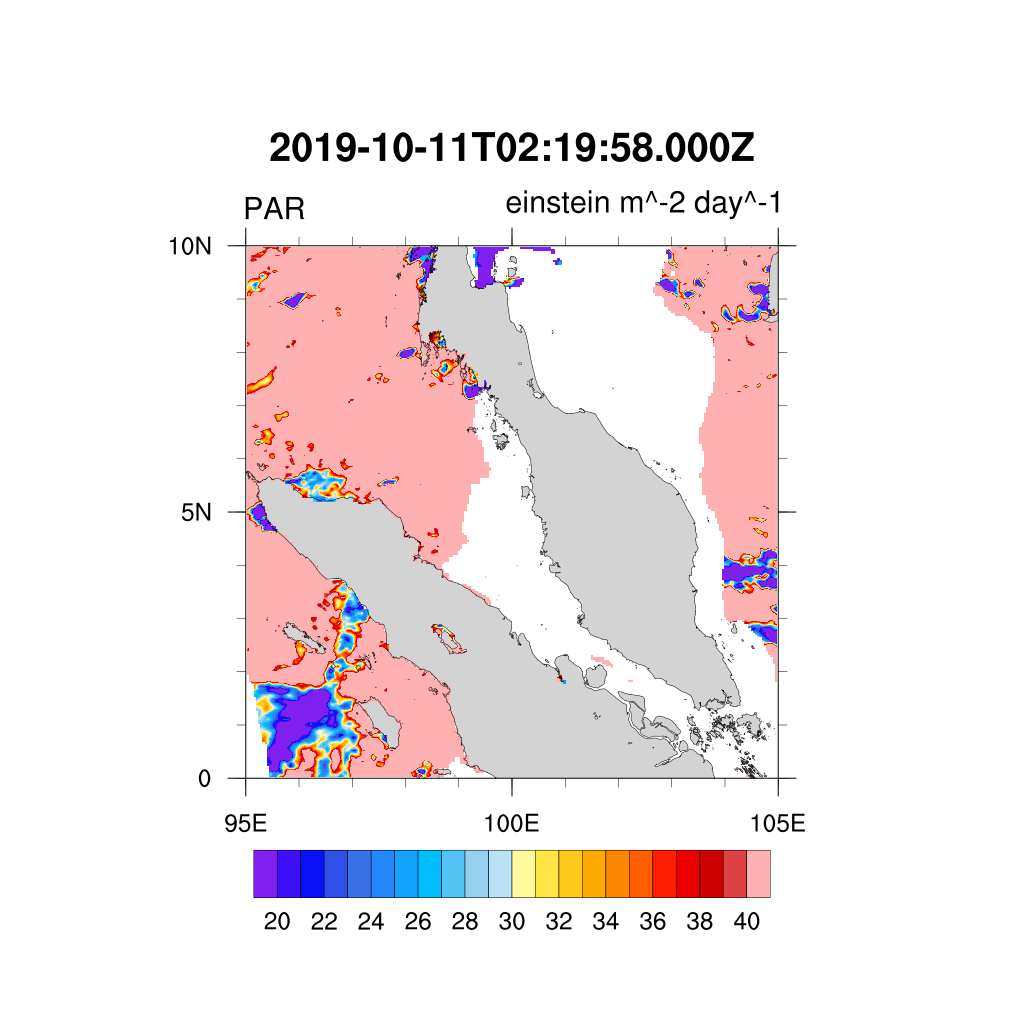 2019-10-11T02:19:58.000Z
PAR einstein m^-2 day^-1
10N
5N
0
95E 100E 105E
20 22 24 26 28 30 32 34 36 38 40